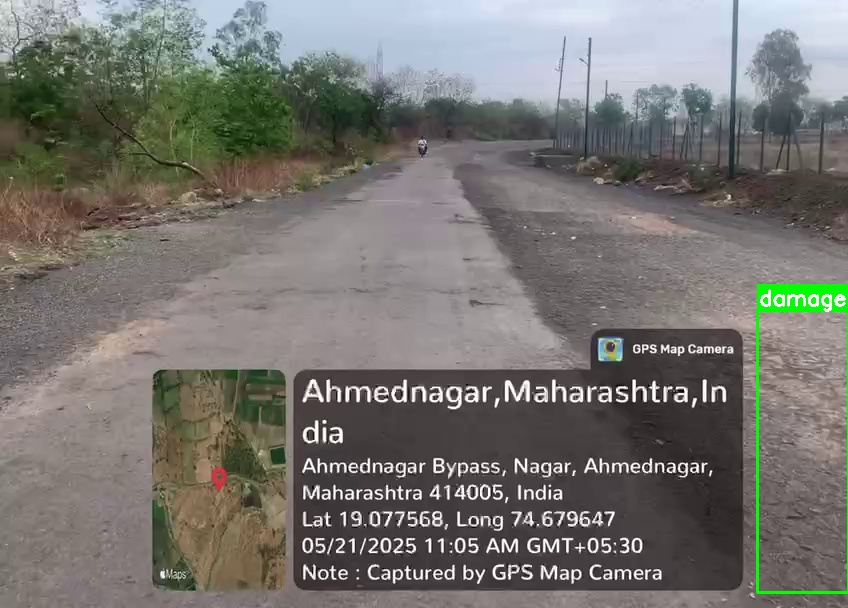 damage
GPS Map Camera
Ahmednagar,Maharashtra,In
dia
Ahmednagar Bypass, Nagar, Ahmednagar,
Maharashtra 414005, India
Lat 19.077568, Long 74.679647
05/21/2025 11:05 AM GMT+05:30
Note : Captured by GPS Map Camera
Maps